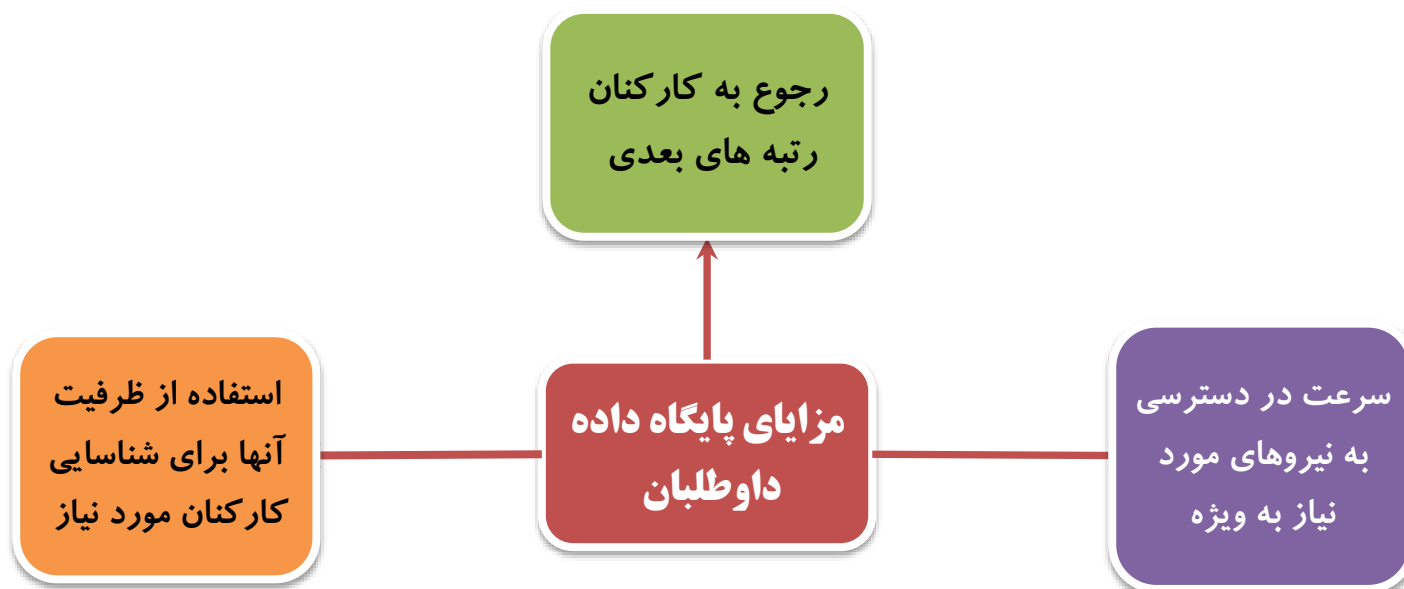 رجوع به کارکنان
رتبه های بعدی
مزایای پایگاه داده
داوطلبان
سرعت در دسترسی
به نیروهای مورد
نیاز به ویژه
استفاده از ظرفیت
آنها برای شناسایی
کارکنان مورد نیاز